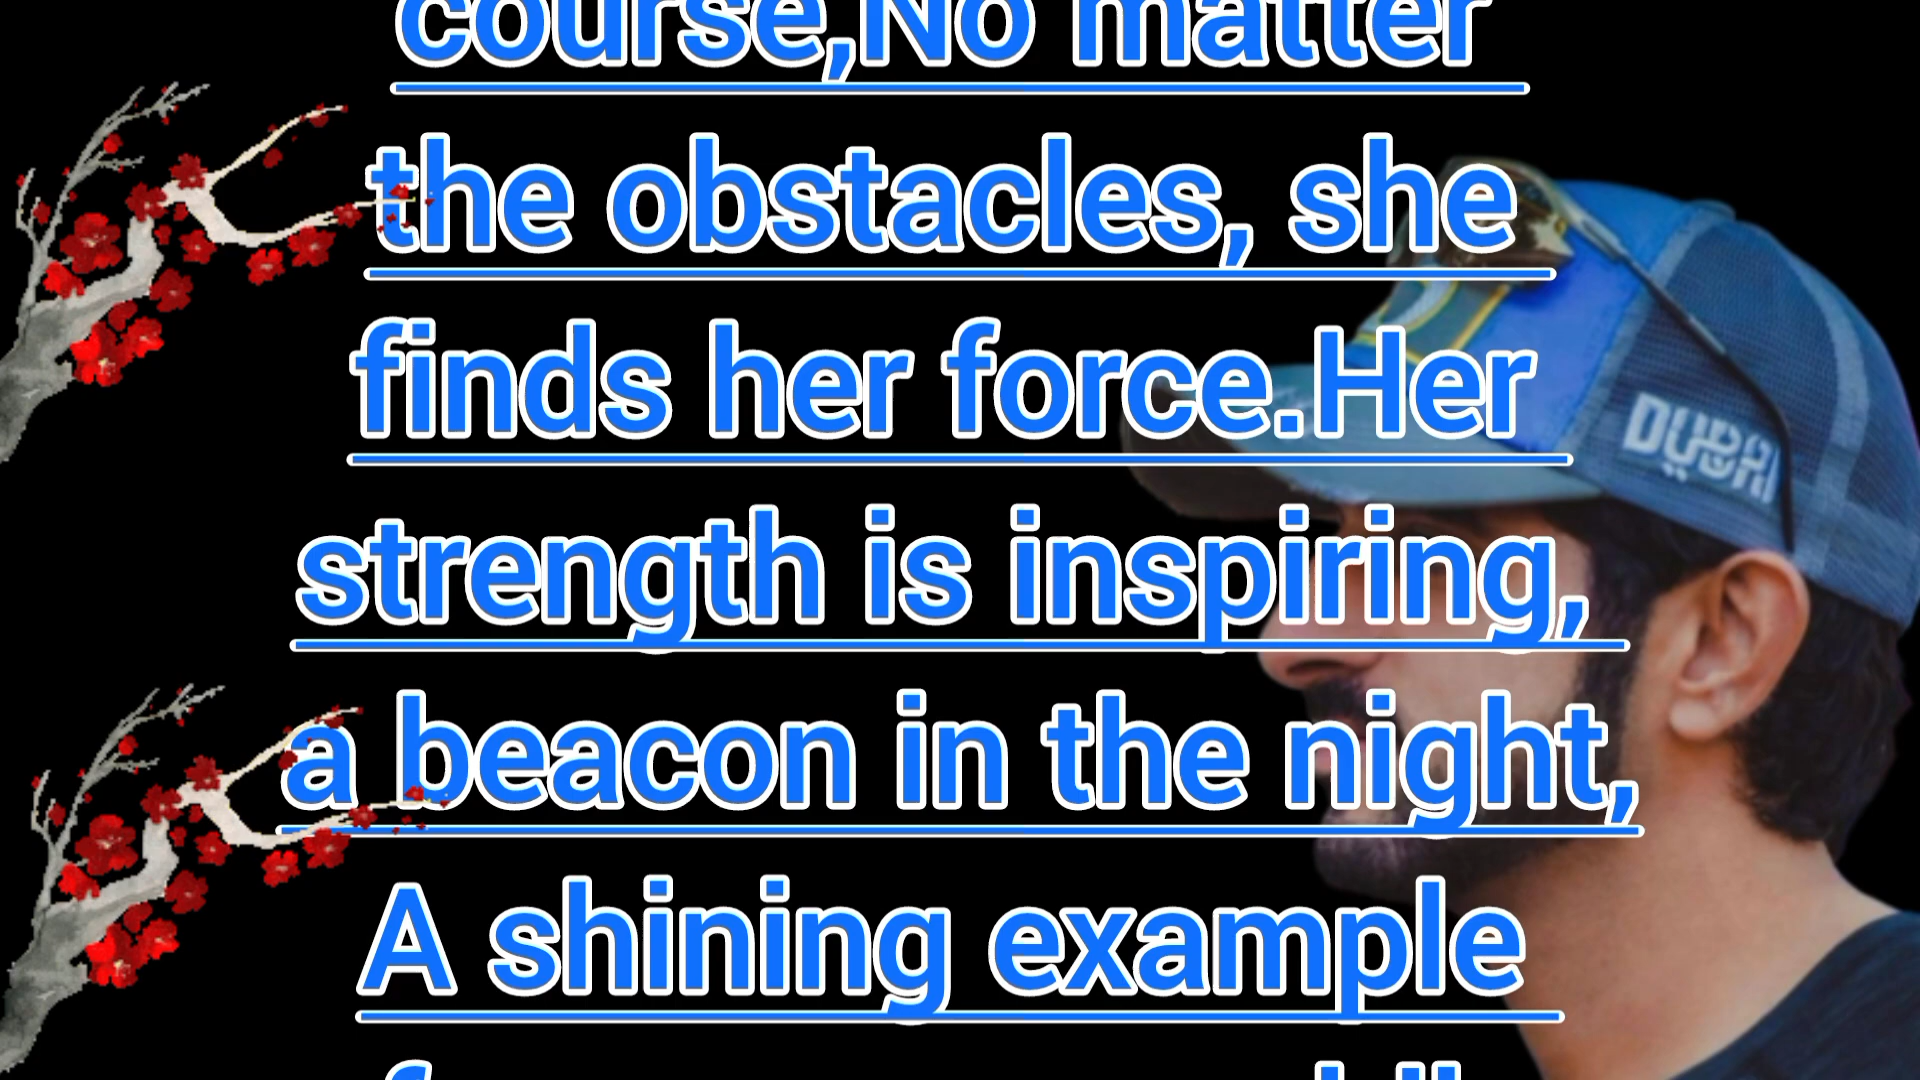 course,No matter
the obstacles, she
finds her force.Her
strength is inspiring,
a beacon in the night,
A shining example
DUBAI